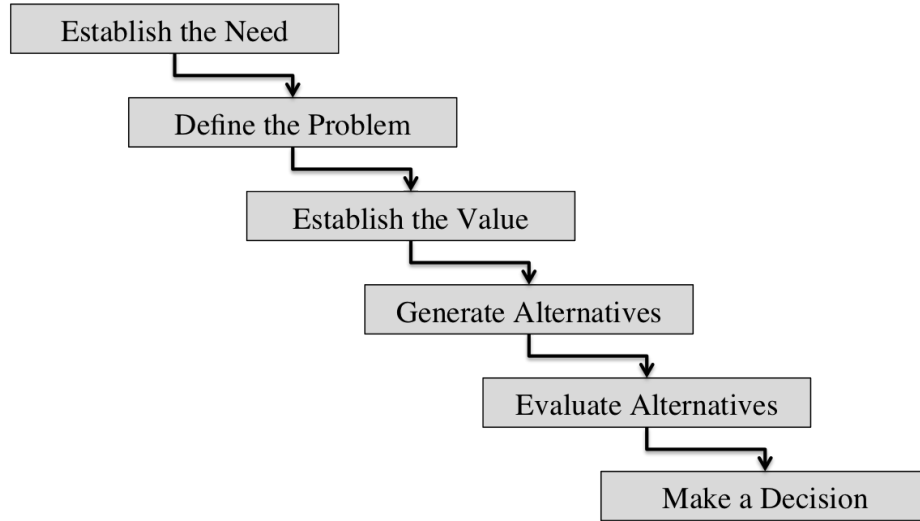 Establish the Need
Define the Problem
Establish the Value
Generate Alternatives
Evaluate Alternatives
Make a Decision